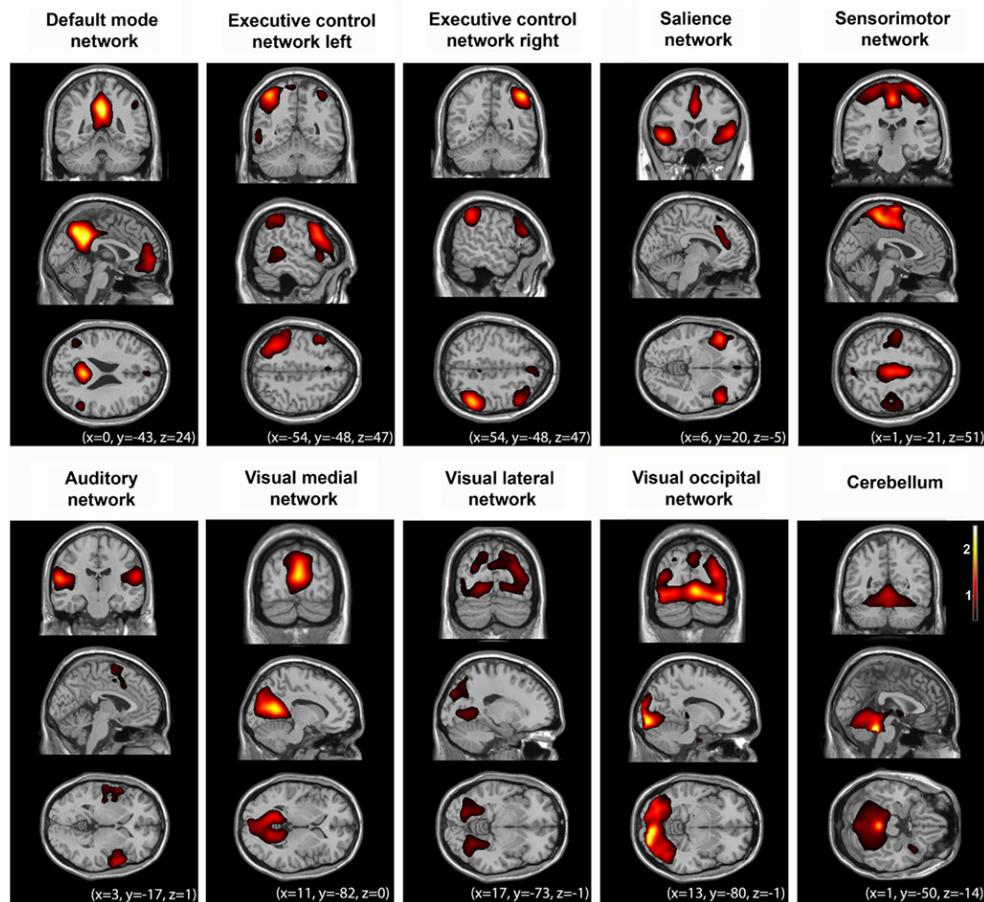 Default mode
network
Executive control
network left
Executive control
network right
Salience
network
Sensorimotor
network
(x=0, y=-43, z=24)
(x=-54, y=-48, z=47)
(x=54, y=-48, z=47)
(x=6, y=20, z=-5)
(x=1, y=-21, z=51)
Auditory
network
Visual medial
network
Visual lateral
network
Visual occipital
network
Cerebellum
2
1
(x=3, y=-17, z=1)
(x=11, y=-82, z=0)
(x=17, y=-73, z=-1)
(x=13, y=-80, z=-1)
(x=1, y=-50, z=-14)